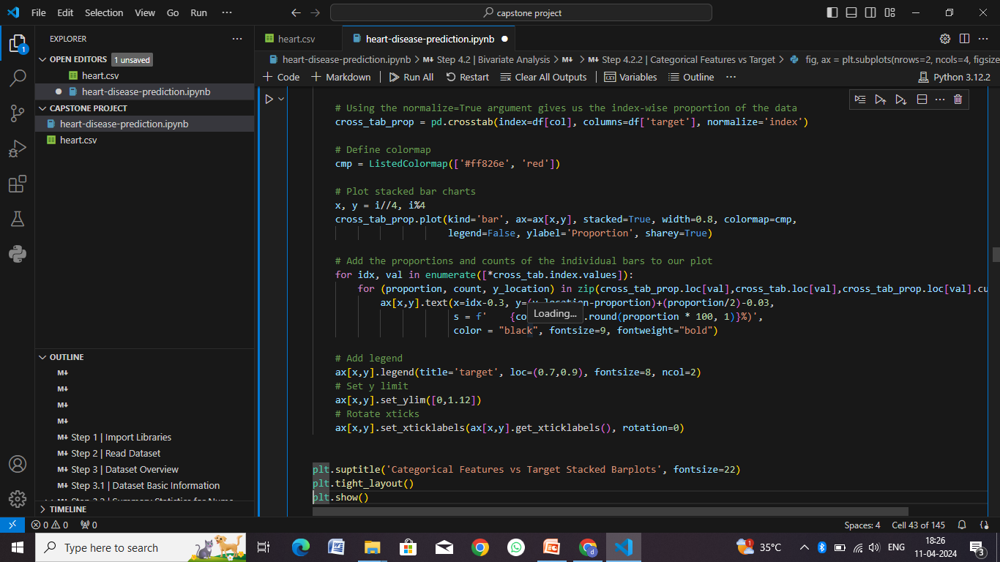 File Edit Selection View Go Run ···
capstone project
EXPLORER ···
OPEN EDITORS 1 unsaved
heart.csv
heart-disease-prediction.ipynb
CAPSTONE PROJECT
heart-disease-prediction.ipynb
heart.csv
OUTLINE
M↓
M↓
M↓
M↓
M↓ Step 1 | Import Libraries
M↓ Step 2 | Read Dataset
M↓ Step 3 | Dataset Overview
M↓ Step 3.1 | Dataset Basic Information
TIMELINE
heart.csv
heart-disease-prediction.ipynb
heart-disease-prediction.ipynb > M↓ Step 4.2 | Bivariate Analysis > M↓ > M↓ Step 4.2.2 | Categorical Features vs Target > fig, ax = plt.subplots(nrows=2, ncols=4, figsize
+ Code + Markdown | Run All Restart Clear All Outputs | Variables Outline ··· Python 3.12.2
# Using the normalize=True argument gives us the index-wise proportion of the data
cross_tab_prop = pd.crosstab(index=df[col], columns=df['target'], normalize='index')
# Define colormap
cmp = ListedColormap(['#ff826e', 'red'])
# Plot stacked bar charts
x, y = i//4, i%4
cross_tab_prop.plot(kind='bar', ax=ax[x,y], stacked=True, width=0.8, colormap=cmp,
legend=False, ylabel='Proportion', sharey=True)
# Add the proportions and counts of the individual bars to our plot
for idx, val in enumerate([*cross_tab.index.values]):
for (proportion, count, y_location) in zip(cross_tab_prop.loc[val],cross_tab.loc[val],cross_tab_prop.loc[val].cu
ax[x,y].text(x=idx-0.3, y=(y_location-proportion)+(proportion/2)-0.03,
s = f'    {co .round(proportion * 100, 1)}%)',
Loading...
color = "black", fontsize=9, fontweight="bold")
# Add legend
ax[x,y].legend(title='target', loc=(0.7,0.9), fontsize=8, ncol=2)
# Set y limit
ax[x,y].set_ylim([0,1.12])
# Rotate xticks
ax[x,y].set_xticklabels(ax[x,y].get_xticklabels(), rotation=0)
plt.suptitle('Categorical Features vs Target Stacked Barplots', fontsize=22)
plt.tight_layout()
plt.show()
0 0 0 Spaces: 4 Cell 43 of 145
Type here to search
35°C ENG
18:26
11-04-2024
3
1